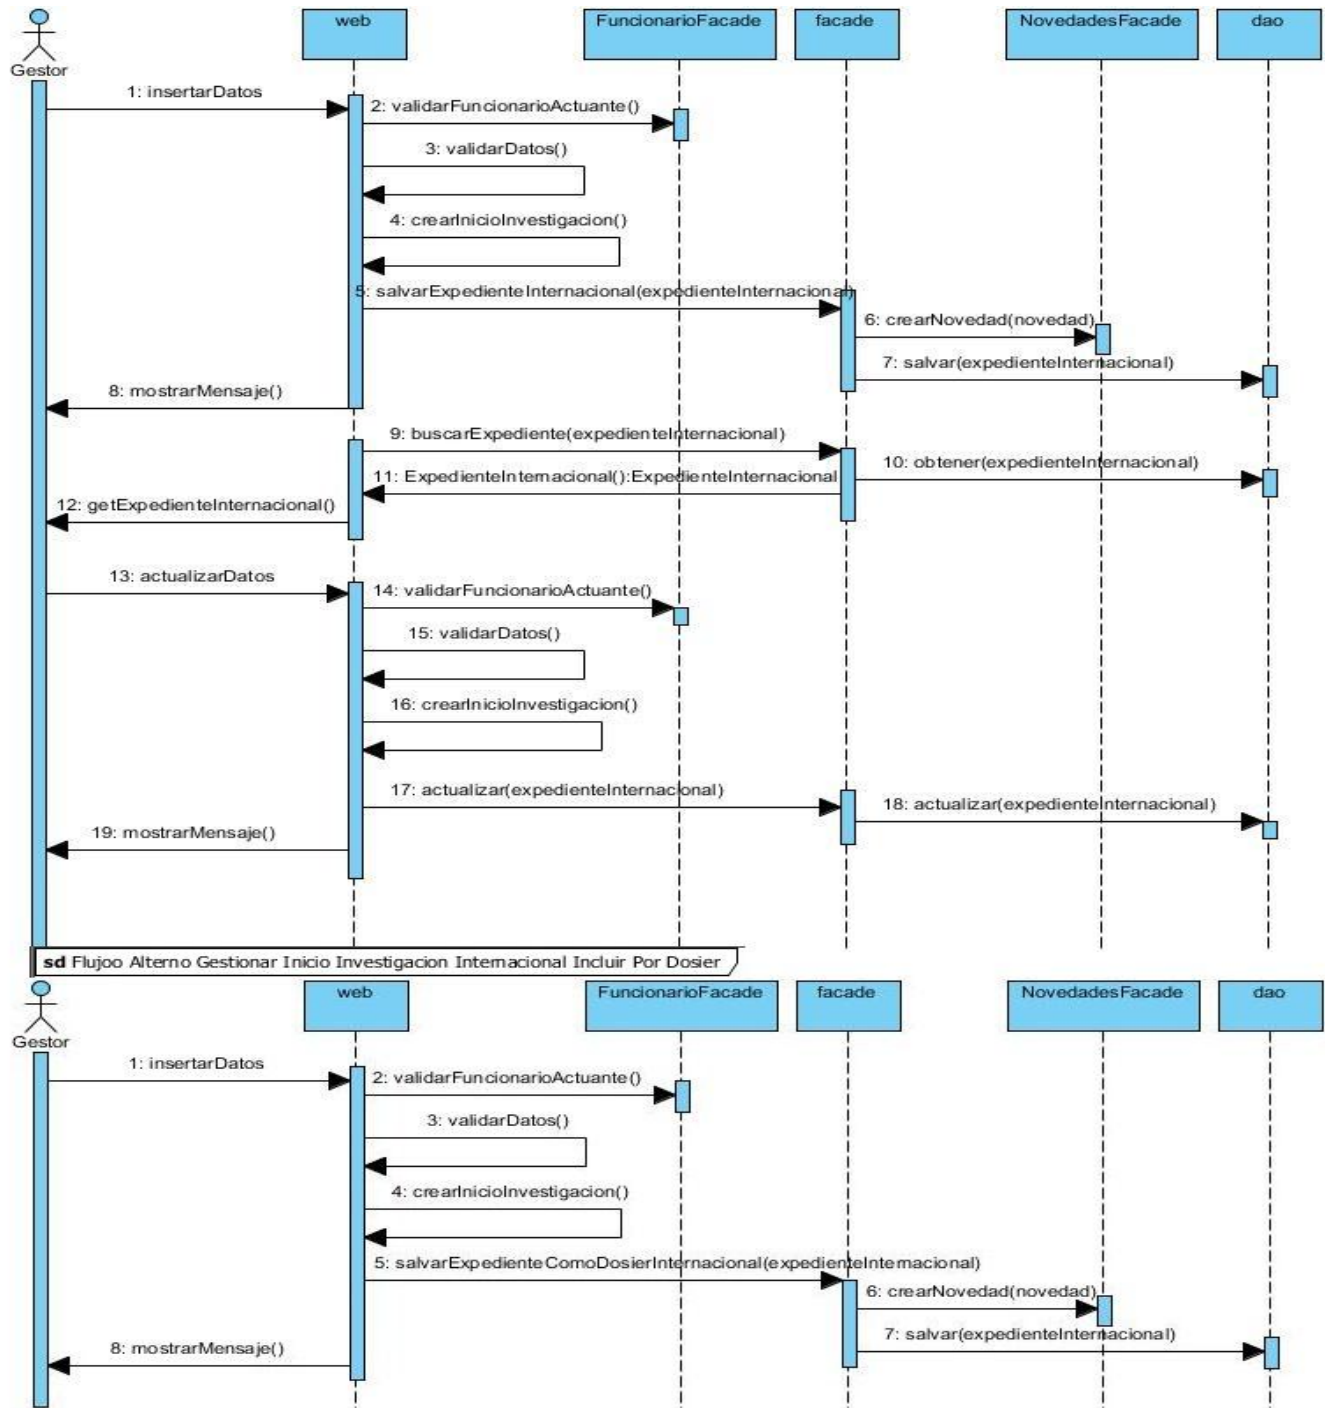 web
FuncionarioFacade
facade
NovedadesFacade
dao
Gestor
1: insertarDatos
2: validarFuncionarioActuante()
3: validarDatos()
4: crearInicioInvestigacion()
5: salvarExpedienteInternacional(expedienteInternacional)
6: crearNovedad(novedad)
7: salvar(expedienteInternacional)
8: mostrarMensaje()
9: buscarExpediente(expedienteInternacional)
10: obtener(expedienteInternacional)
11: ExpedienteInternacional():ExpedienteInternacional
12: getExpedienteInternacional()
13: actualizarDatos
14: validarFuncionarioActuante()
15: validarDatos()
16: crearInicioInvestigacion()
17: actualizar(expedienteInternacional)
18: actualizar(expedienteInternacional)
19: mostrarMensaje()
sd Flujoo Alterno Gestionar Inicio Investigacion Internacional Incluir Por Dosier
web
FuncionarioFacade
facade
NovedadesFacade
dao
Gestor
1: insertarDatos
2: validarFuncionarioActuante()
3: validarDatos()
4: crearInicioInvestigacion()
5: salvarExpedienteComoDosierInternacional(expedienteInternacional)
6: crearNovedad(novedad)
7: salvar(expedienteInternacional)
8: mostrarMensaje()